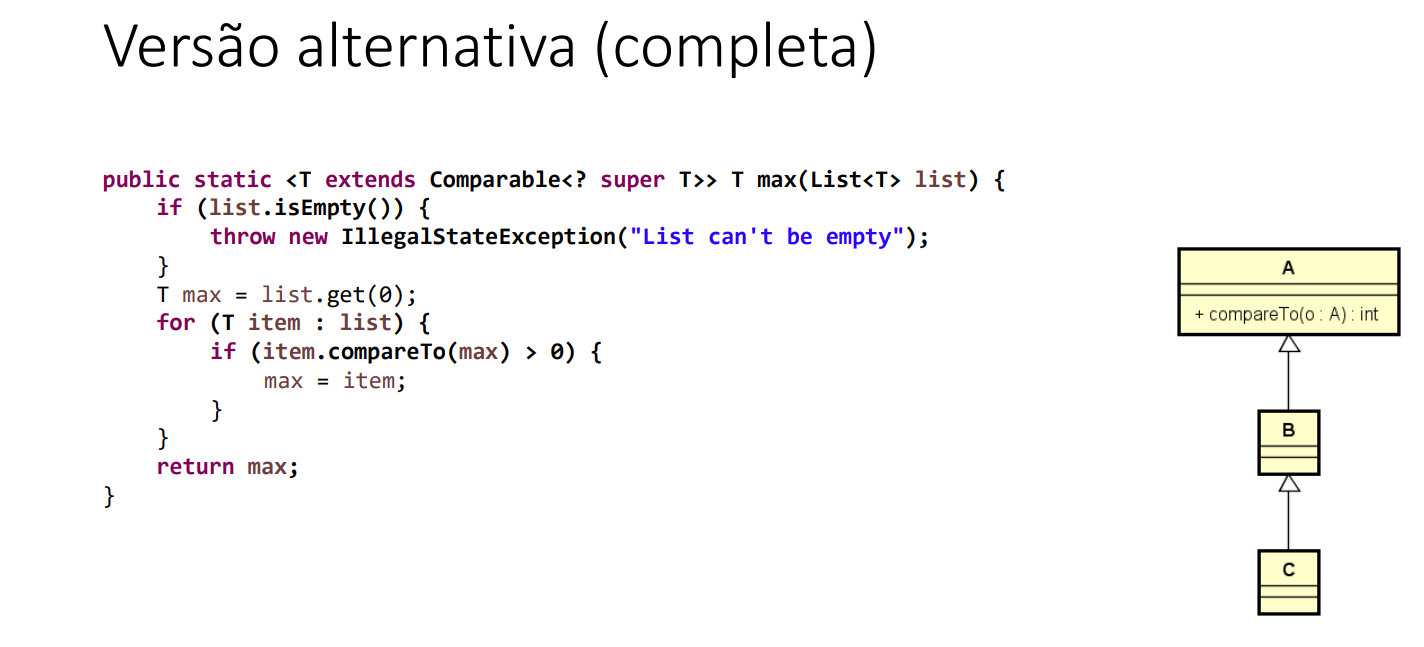 Versão alternativa (completa)
public static <T extends Comparable<? super T>> T max(List<T> list) {
    if (list.isEmpty()) {
        throw new IllegalStateException("List can't be empty");
    }
    T max = list.get(0);
    for (T item : list) {
        if (item.compareTo(max) > 0) {
            max = item;
        }
    }
    return max;
}
A
+ compareTo(o : A) : int
B
C